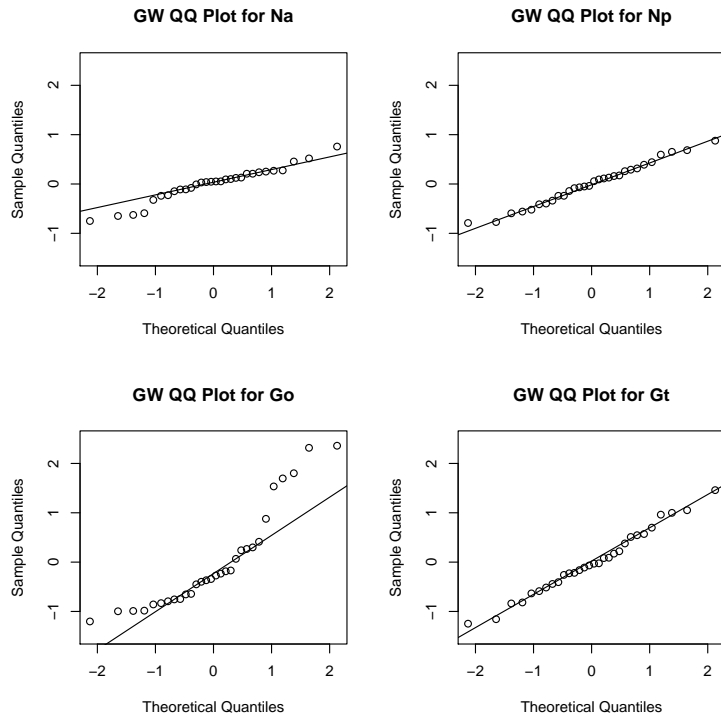 GW QQ Plot for Na
Sample Quantiles
2
1
0
−1
−2 −1 0 1 2
Theoretical Quantiles
GW QQ Plot for Np
Sample Quantiles
2
1
0
−1
−2 −1 0 1 2
Theoretical Quantiles
GW QQ Plot for Go
Sample Quantiles
2
1
0
−1
−2 −1 0 1 2
Theoretical Quantiles
GW QQ Plot for Gt
Sample Quantiles
2
1
0
−1
−2 −1 0 1 2
Theoretical Quantiles